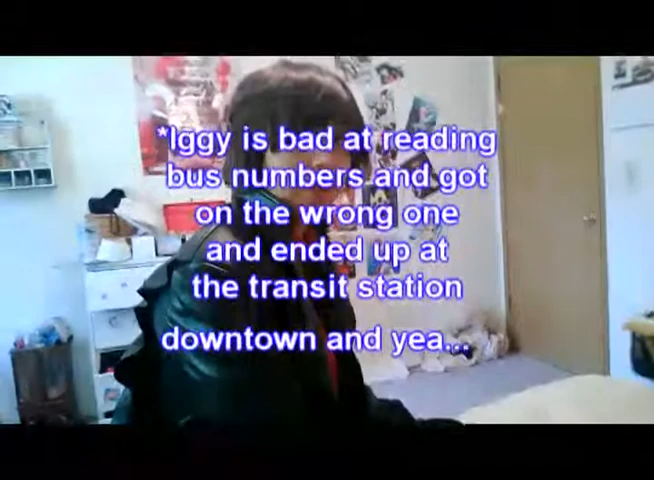 *Iggy is bad at reading
bus numbers and got
on the wrong one
and ended up at
the transit station
downtown and yea...